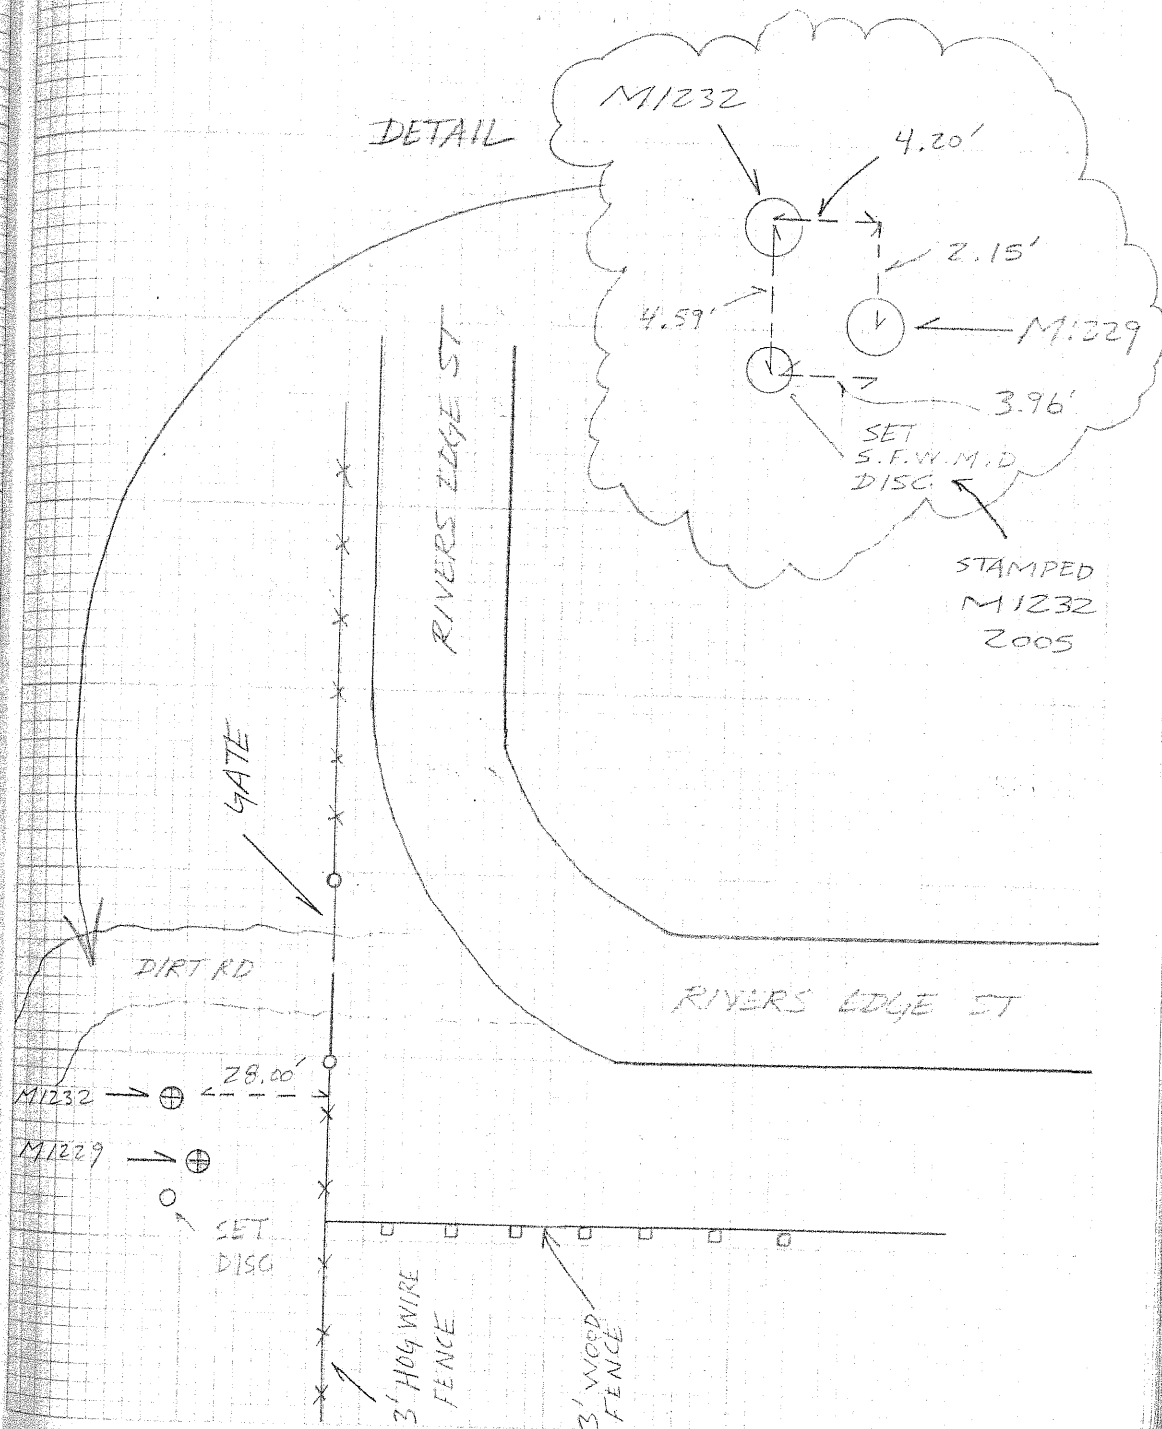 M1232
DETAIL
4.20'
2.15'
4.59'
M1229
3.96'
SET
S.F.W.M.D
DISC
STAMPED
M1232
2005
RIVERS EDGE ST
GATE
DIRT RD
RIVERS EDGE ST
28.00'
M1232
M1229
SET
DISC
3' HOG WIRE
FENCE
3' WOOD
FENCE